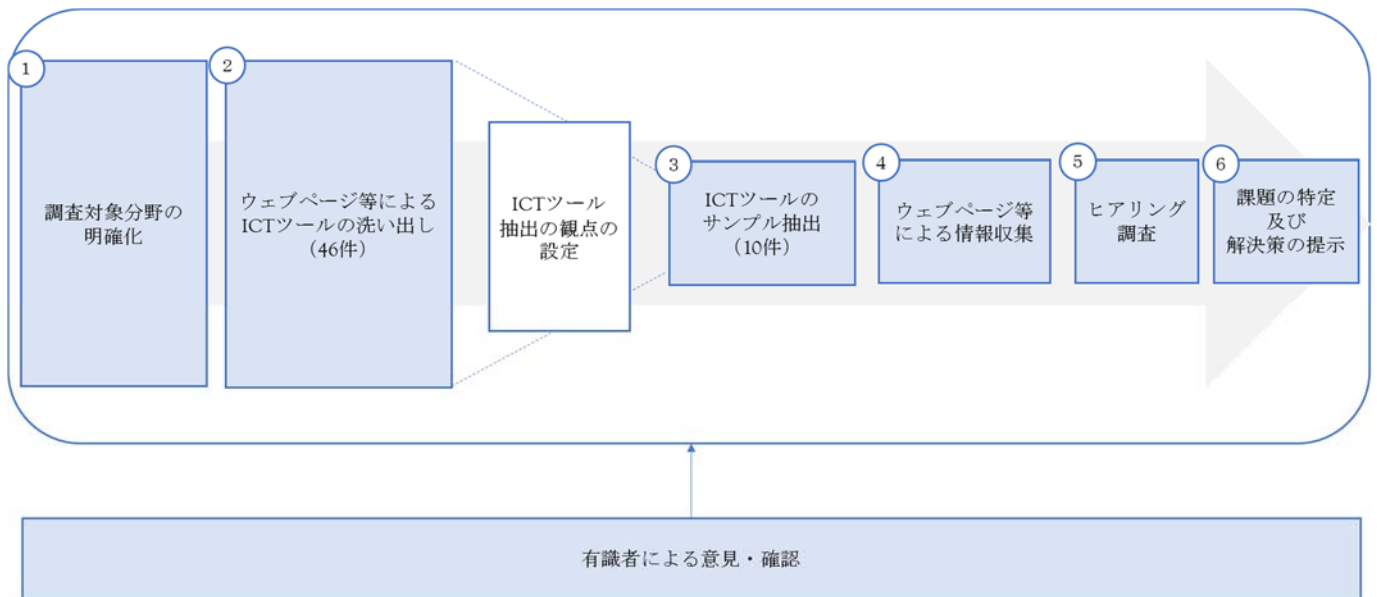 1
調査対象分野の
明確化
2
ウェブページ等による
ICTツールの洗い出し
（46件）
ICTツール
抽出の観点の
設定
3
ICTツールの
サンプル抽出
（10件）
4
ウェブページ等
による情報収集
5
ヒアリング
調査
6
課題の特定
及び
解決策の提示
有識者による意見・確認